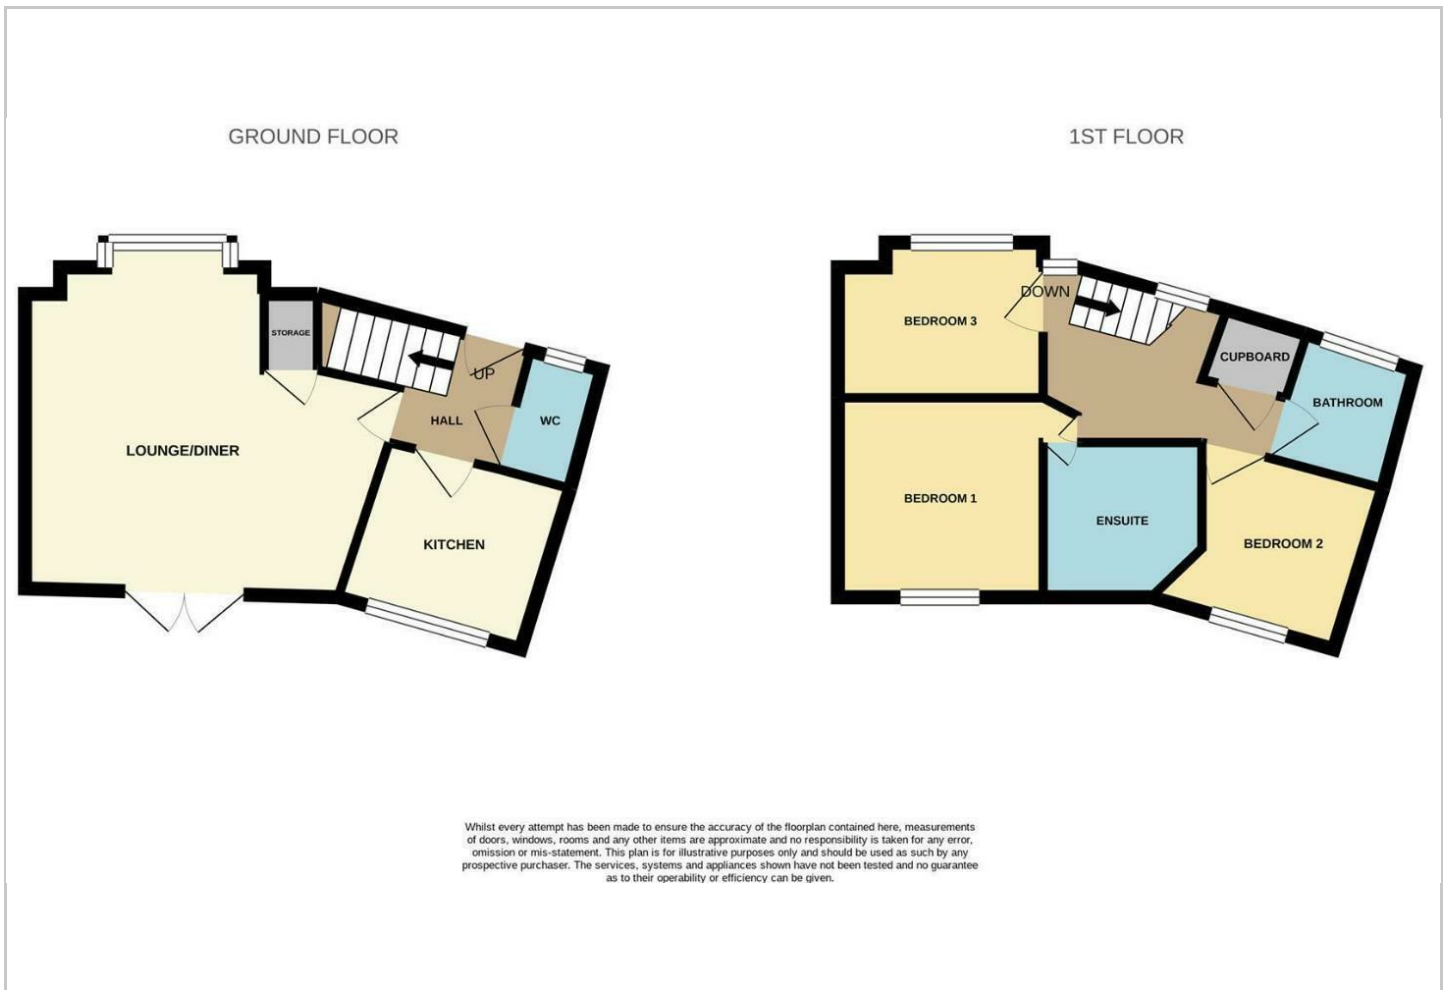 GROUND FLOOR
STORAGE
UP
HALL
WC
LOUNGE/DINER
KITCHEN
1ST FLOOR
DOWN
BEDROOM 3
CUPBOARD
BATHROOM
BEDROOM 1
ENSUITE
BEDROOM 2
Whilst every attempt has been made to ensure the accuracy of the floorplan contained here, measurements
of doors, windows, rooms and any other items are approximate and no responsibility is taken for any error,
omission or mis-statement. This plan is for illustrative purposes only and should be used as such by any
prospective purchaser. The services, systems and appliances shown have not been tested and no guarantee
as to their operability or efficiency can be given.